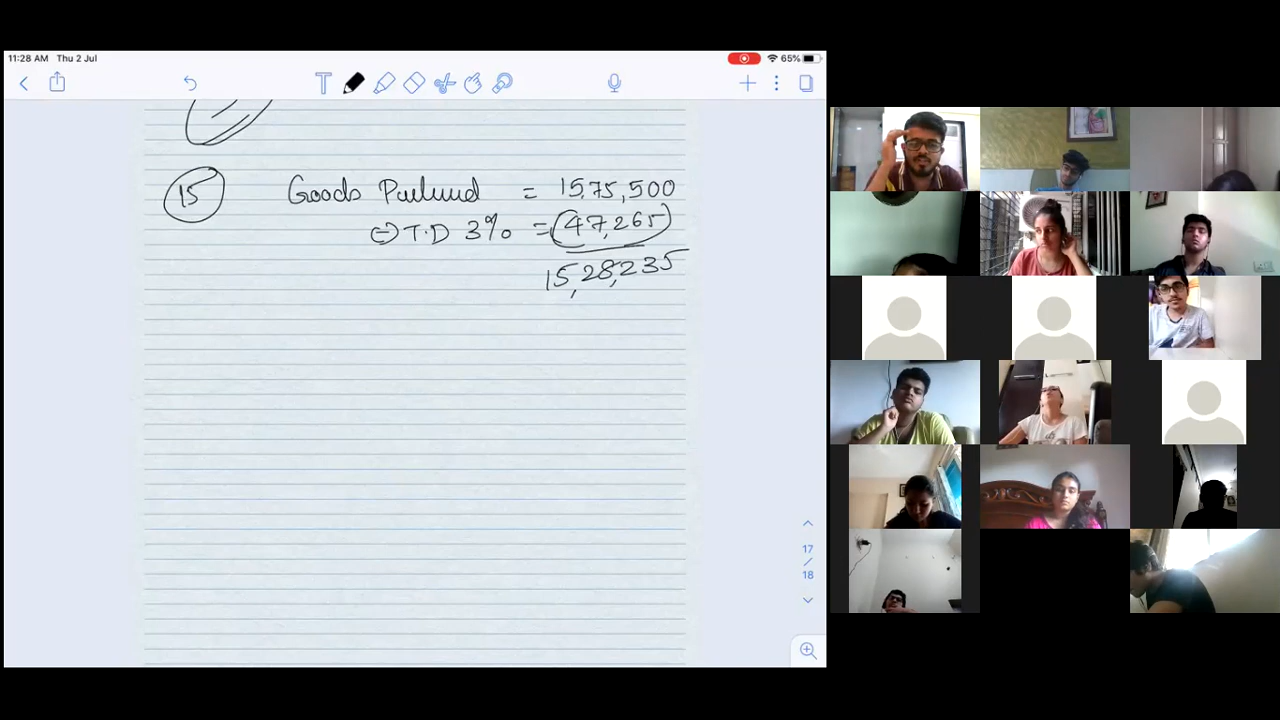 11:28 AM Thu 2 Jul
65%
T
15 Goods Purchased = 15,75,500
(-) T.D 3% = (47,265)
15,28,235
17
/
18